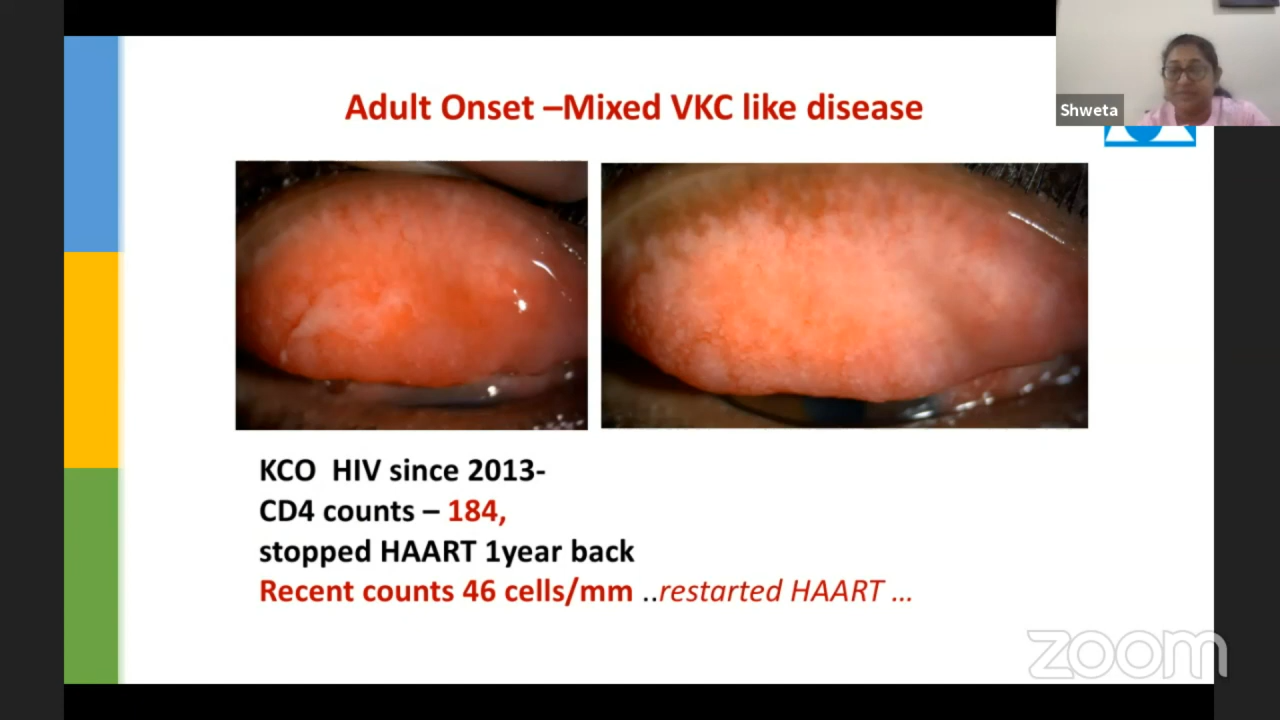 Adult Onset –Mixed VKC like disease
Shweta
KCO  HIV since 2013-
CD4 counts – 184,
stopped HAART 1year back
Recent counts 46 cells/mm ..restarted HAART ...
zoom